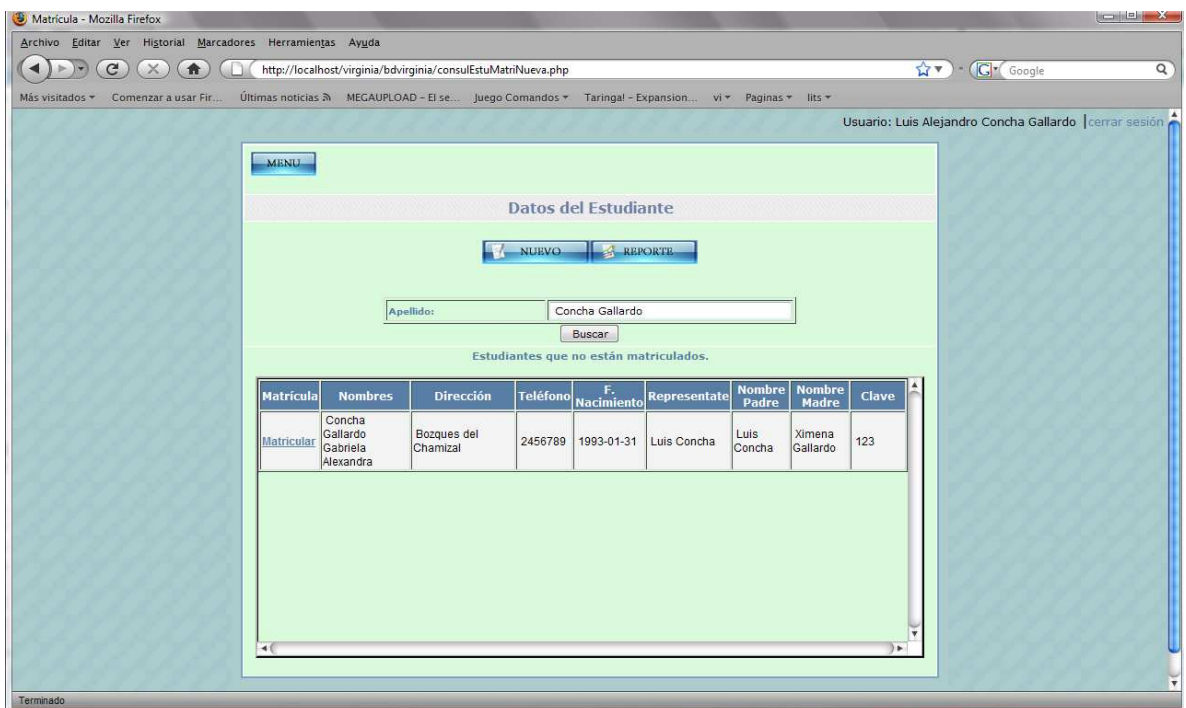 Matrícula - Mozilla Firefox
Archivo Editar Ver Historial Marcadores Herramientas Ayuda
http://localhost/virginia/bdvirginia/consulEstuMatriNueva.php
Google
Más visitados Comenzar a usar Fir... Últimas noticias MEGAUPLOAD - El se... Juego Comandos Taringa! - Expansion... vi Paginas lits
Usuario: Luis Alejandro Concha Gallardo |cerrar sesión
MENU
Datos del Estudiante
NUEVO REPORTE
Apellido: Concha Gallardo
Buscar
Estudiantes que no están matriculados.
Matrícula Nombres Dirección Teléfono F. Nacimiento Representate Nombre Padre Nombre Madre Clave
Matricular Concha Gallardo Gabriela Alexandra Bozques del Chamizal 2456789 1993-01-31 Luis Concha Luis Concha Ximena Gallardo 123
Terminado